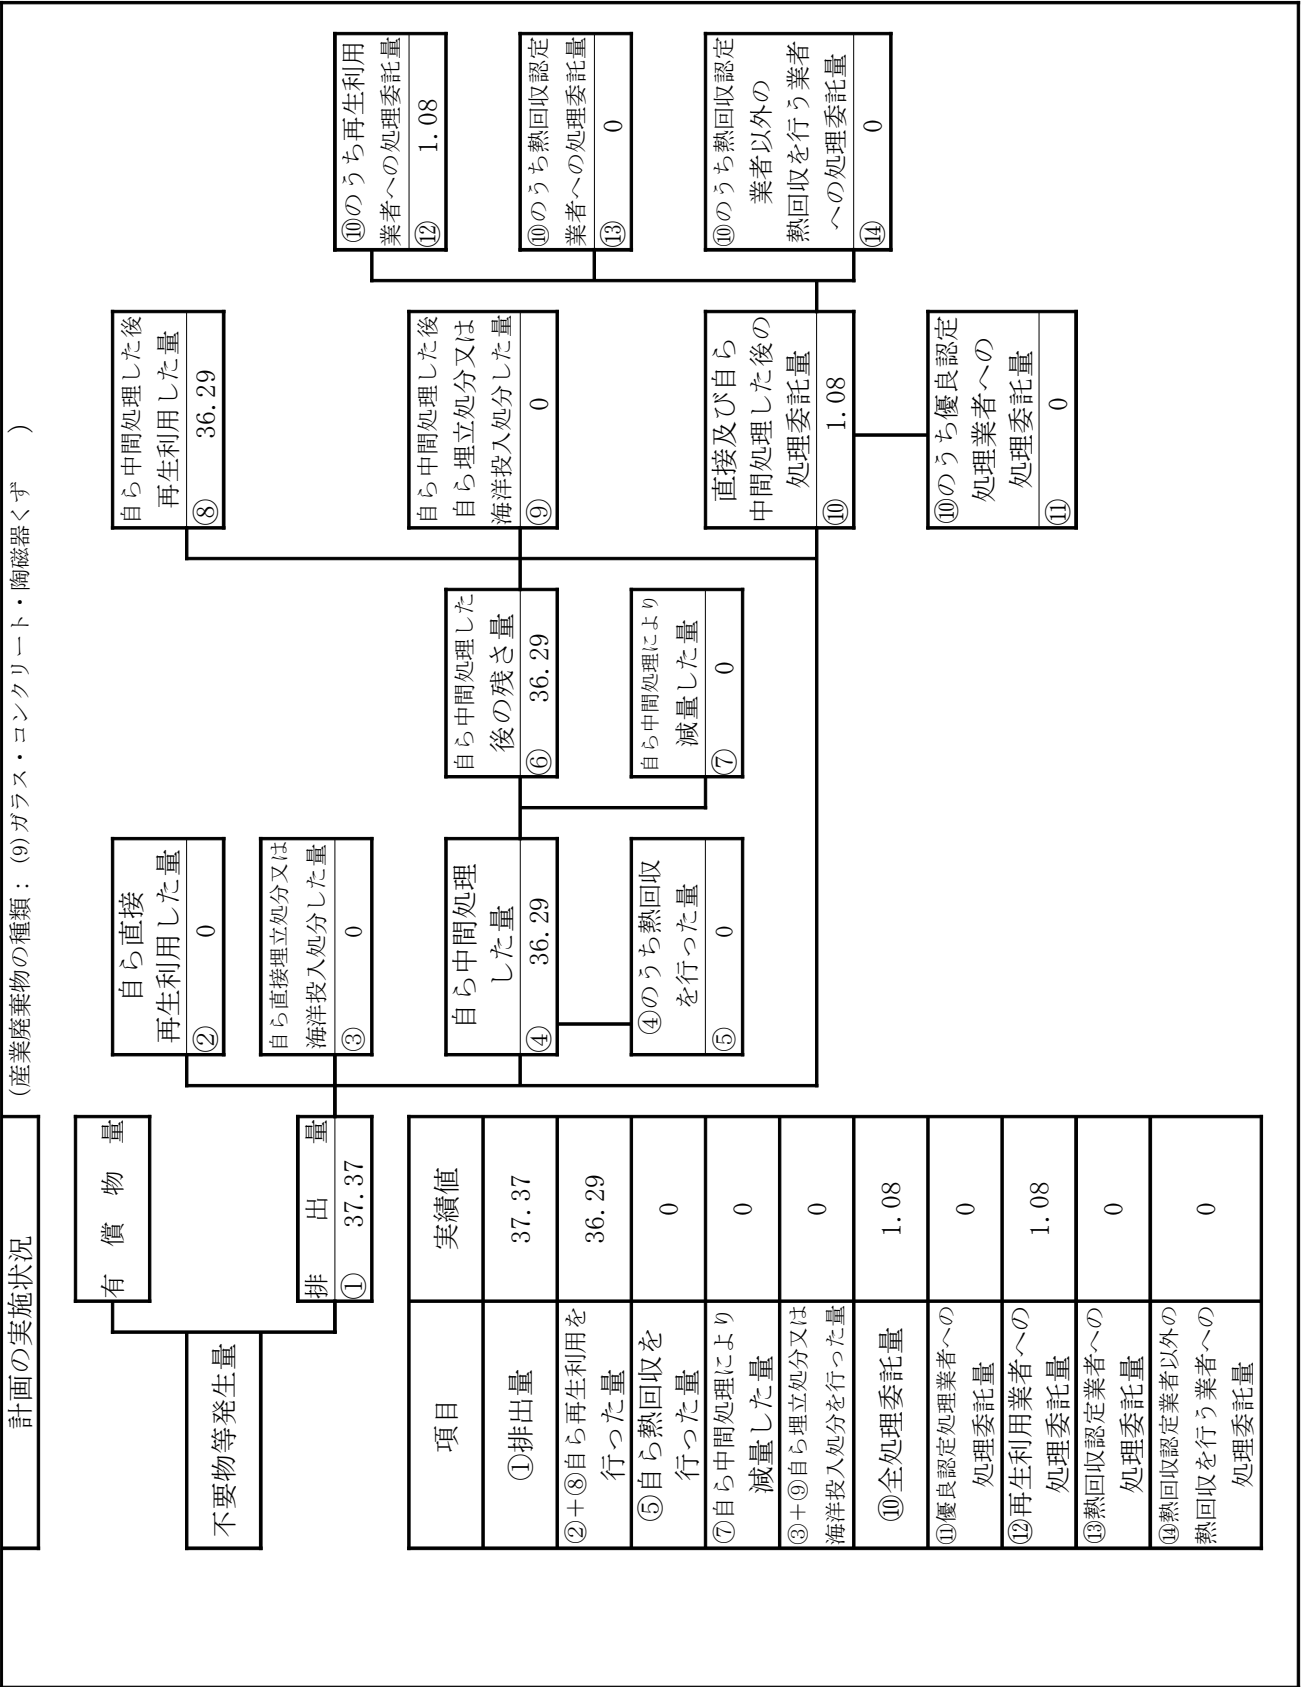 計画の実施状況
(産業廃棄物の種類：(9)ガラス・コンクリート・陶磁器くず　)
不要物等発生量
有　償　物　量
排　出　量
① 37.37
自ら直接
再生利用した量
② 0
自ら直接埋立処分又は
海洋投入処分した量
③ 0
自ら中間処理
した量
④ 36.29
④のうち熱回収
を行った量
⑤ 0
自ら中間処理した
後の残さ量
⑥ 36.29
自ら中間処理により
減量した量
⑦ 0
自ら中間処理した後
再生利用した量
⑧ 36.29
自ら中間処理した後
自ら埋立処分又は
海洋投入処分した量
⑨ 0
直接及び自ら
中間処理した後の
処理委託量
⑩ 1.08
⑩のうち優良認定
処理業者への
処理委託量
⑪ 0
⑩のうち再生利用
業者への処理委託量
⑫ 1.08
⑩のうち熱回収認定
業者への処理委託量
⑬ 0
⑩のうち熱回収認定
業者以外の
熱回収を行う業者
への処理委託量
⑭ 0
項目 実績値
①排出量 37.37
②＋⑧自ら再生利用を
行った量 36.29
⑤自ら熱回収を
行った量 0
⑦自ら中間処理により
減量した量 0
③＋⑨自ら埋立処分又は
海洋投入処分を行った量 0
⑩全処理委託量 1.08
⑪優良認定処理業者への
処理委託量 0
⑫再生利用業者への
処理委託量 1.08
⑬熱回収認定業者への
処理委託量 0
⑭熱回収認定業者以外の
熱回収を行う業者への
処理委託量 0